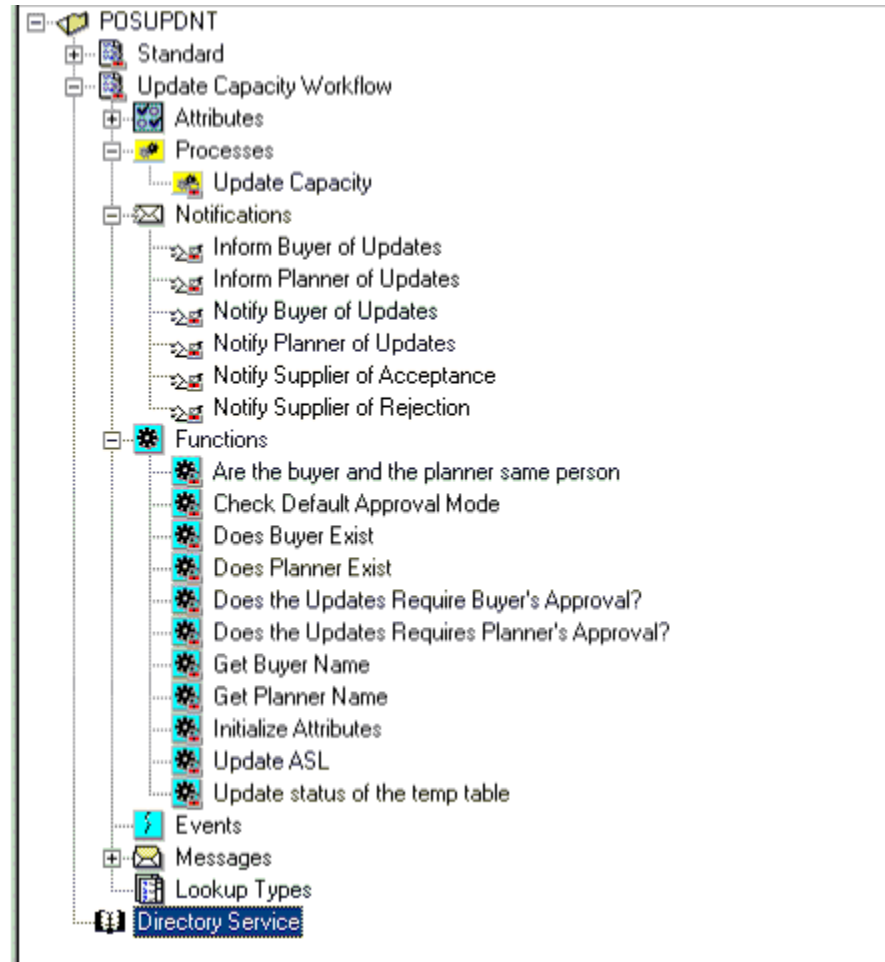 POSUPDNT
Standard
Update Capacity Workflow
Attributes
Processes
Update Capacity
Notifications
Inform Buyer of Updates
Inform Planner of Updates
Notify Buyer of Updates
Notify Planner of Updates
Notify Supplier of Acceptance
Notify Supplier of Rejection
Functions
Are the buyer and the planner same person
Check Default Approval Mode
Does Buyer Exist
Does Planner Exist
Does the Updates Require Buyer's Approval?
Does the Updates Requires Planner's Approval?
Get Buyer Name
Get Planner Name
Initialize Attributes
Update ASL
Update status of the temp table
Events
Messages
Lookup Types
Directory Service